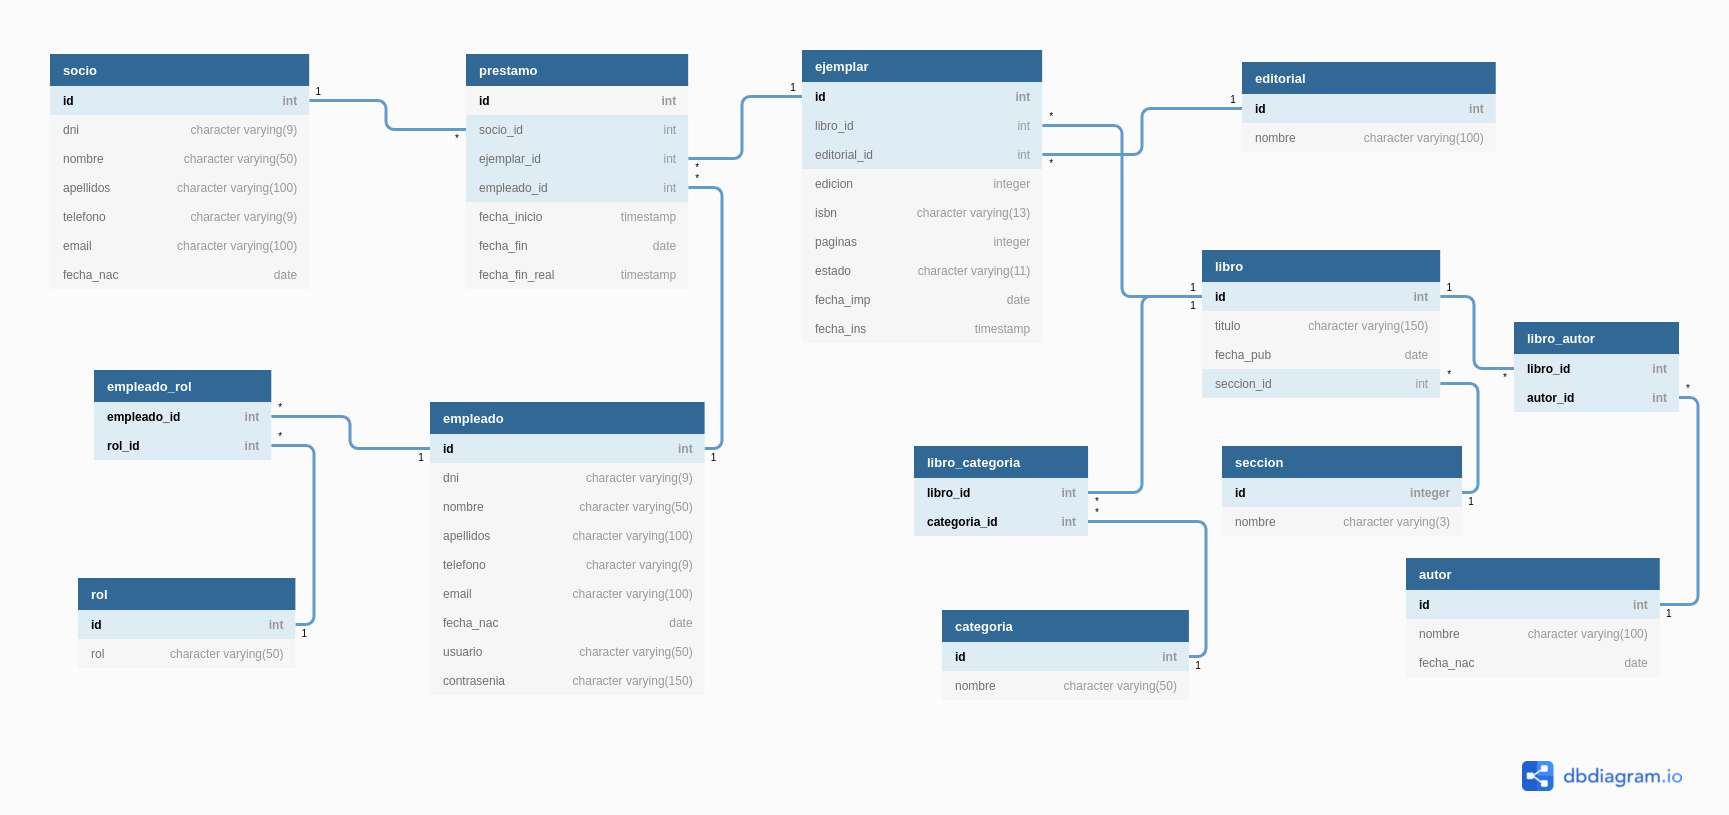 socio
id int
dni character varying(9)
nombre character varying(50)
apellidos character varying(100)
telefono character varying(9)
email character varying(100)
fecha_nac date
1
*
prestamo
id int
socio_id int
ejemplar_id int
empleado_id int
fecha_inicio timestamp
fecha_fin date
fecha_fin_real timestamp
*
*
1
ejemplar
id int
libro_id int
editorial_id int
edicion integer
isbn character varying(13)
paginas integer
estado character varying(11)
fecha_imp date
fecha_ins timestamp
*
*
1
editorial
id int
nombre character varying(100)
1
1
libro
id int
titulo character varying(150)
fecha_pub date
seccion_id int
1
*
*
libro_autor
libro_id int
autor_id int
*
empleado_rol
empleado_id int
rol_id int
*
*
1
empleado
id int
dni character varying(9)
nombre character varying(50)
apellidos character varying(100)
telefono character varying(9)
email character varying(100)
fecha_nac date
usuario character varying(50)
contrasenia character varying(150)
1
libro_categoria
libro_id int
categoria_id int
*
*
seccion
id integer
nombre character varying(3)
1
rol
id int
rol character varying(50)
1
categoria
id int
nombre character varying(50)
1
autor
id int
nombre character varying(100)
fecha_nac date
1
dbdiagram.io